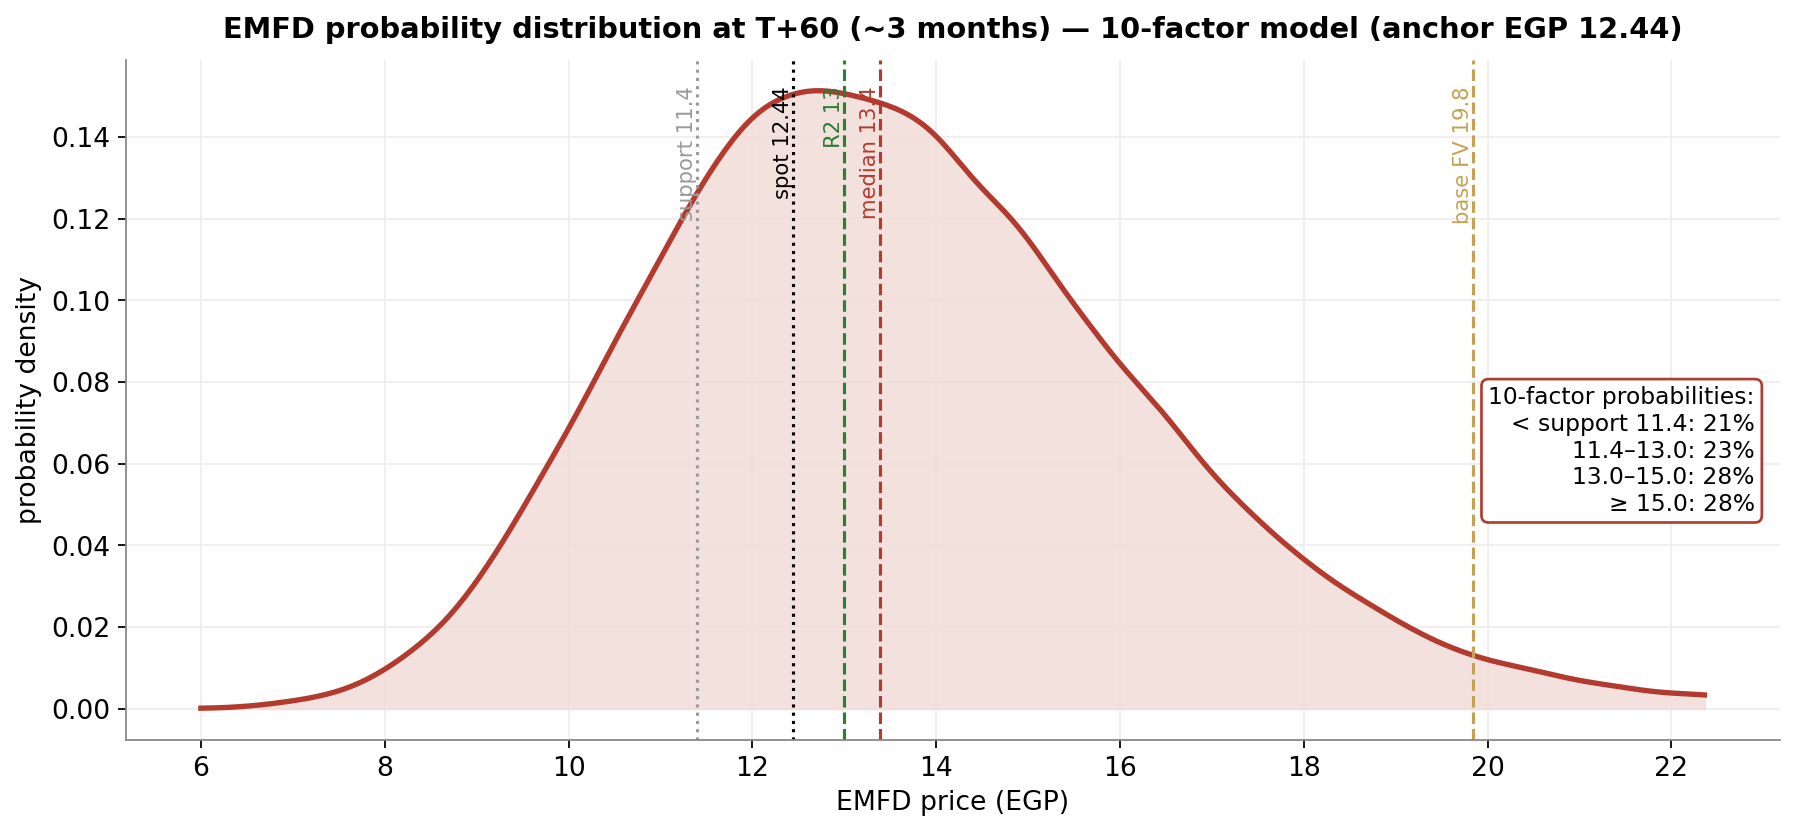 EMFD probability distribution at T+60 (~3 months) — 10-factor model (anchor EGP 12.44)
probability density
0.14
0.12
0.10
0.08
0.06
0.04
0.02
0.00
support 11.4
spot 12.44
R2 13
median 13.4
base FV 19.8
10-factor probabilities:
< support 11.4: 21%
11.4–13.0: 23%
13.0–15.0: 28%
≥ 15.0: 28%
6 8 10 12 14 16 18 20 22
EMFD price (EGP)